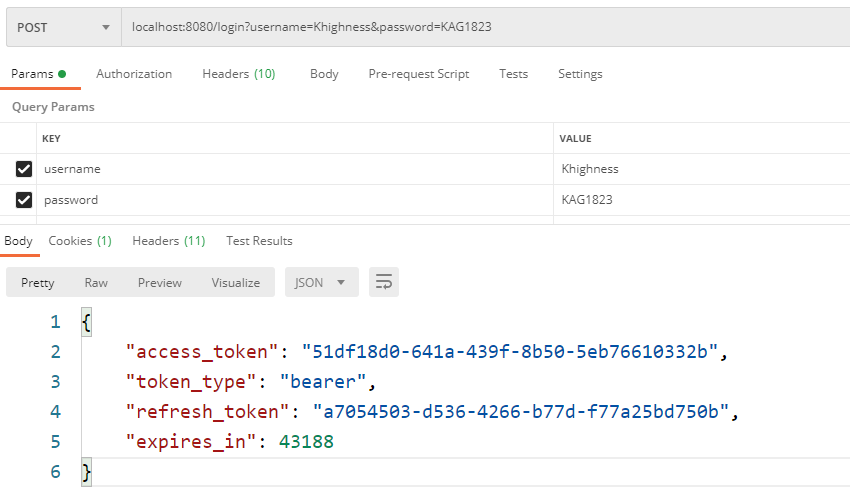 POST localhost:8080/login?username=Khighness&password=KAG1823
Params Authorization Headers (10) Body Pre-request Script Tests Settings
Query Params
KEY VALUE
username Khighness
password KAG1823
Body Cookies (1) Headers (11) Test Results
Pretty Raw Preview Visualize JSON
1 {
2 "access_token": "51df18d0-641a-439f-8b50-5eb76610332b",
3 "token_type": "bearer",
4 "refresh_token": "a7054503-d536-4266-b77d-f77a25bd750b",
5 "expires_in": 43188
6 }